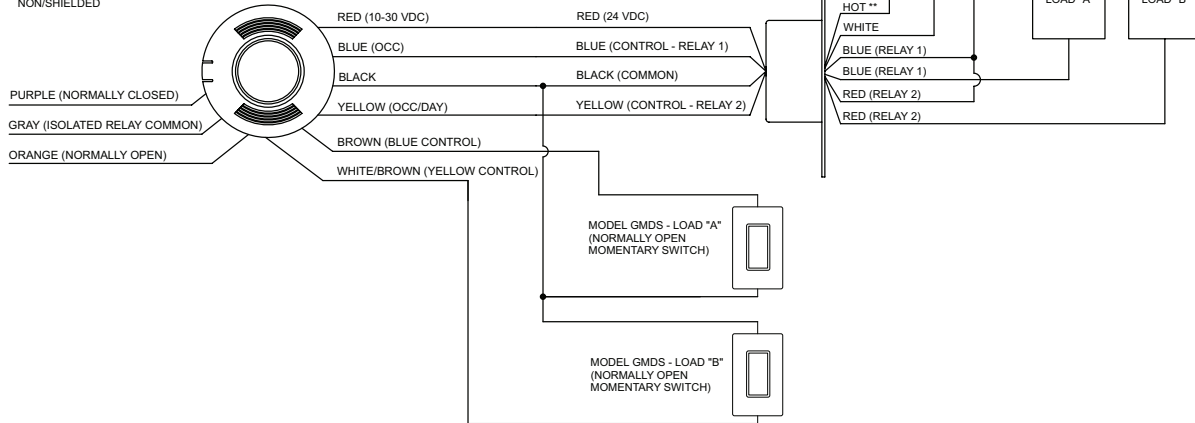 NON/SHIELDED
RED (10-30 VDC)
RED (24 VDC)
HOT **
LOAD "A"
LOAD "B"
WHITE
BLUE (OCC)
BLUE (CONTROL - RELAY 1)
BLUE (RELAY 1)
BLACK
BLACK (COMMON)
BLUE (RELAY 1)
PURPLE (NORMALLY CLOSED)
RED (RELAY 2)
YELLOW (OCC/DAY)
YELLOW (CONTROL - RELAY 2)
RED (RELAY 2)
GRAY (ISOLATED RELAY COMMON)
BROWN (BLUE CONTROL)
ORANGE (NORMALLY OPEN)
WHITE/BROWN (YELLOW CONTROL)
MODEL GMDS - LOAD "A"
(NORMALLY OPEN
MOMENTARY SWITCH)
MODEL GMDS - LOAD "B"
(NORMALLY OPEN
MOMENTARY SWITCH)